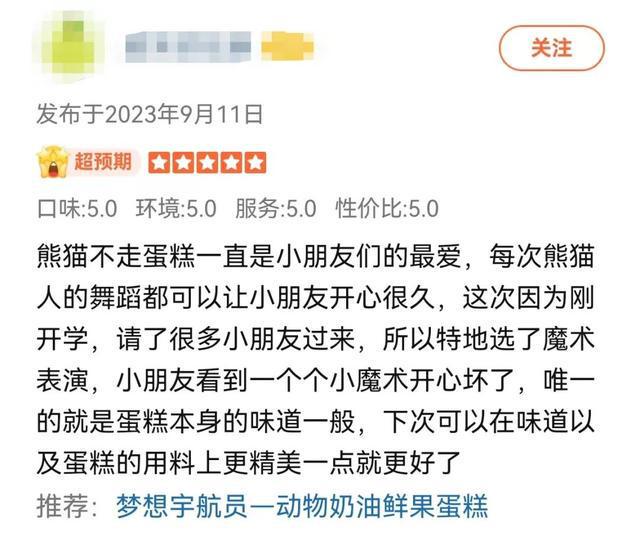 关注
发布于2023年9月11日
超预期
口味:5.0 环境:5.0 服务:5.0 性价比:5.0
熊猫不走蛋糕一直是小朋友们的最爱，每次熊猫
人的舞蹈都可以让小朋友开心很久，这次因为刚
开学，请了很多小朋友过来，所以特地选了魔术
表演，小朋友看到一个个小魔术开心坏了，唯一
的就是蛋糕本身的味道一般，下次可以在味道以
及蛋糕的用料上更精美一点就更好了
推荐：梦想宇航员一动物奶油鲜果蛋糕